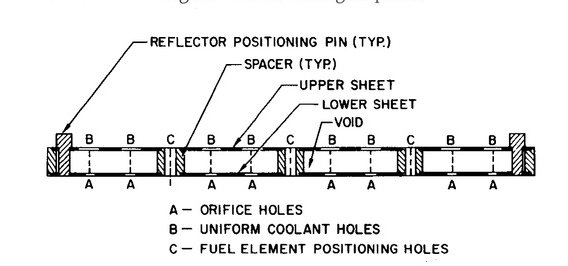 REFLECTOR POSITIONING PIN (TYP.)
SPACER (TYP.)
UPPER SHEET
LOWER SHEET
VOID
B B C B B C B B C B B
A A A A A A A A
A — ORIFICE HOLES
B — UNIFORM COOLANT HOLES
C — FUEL ELEMENT POSITIONING HOLES